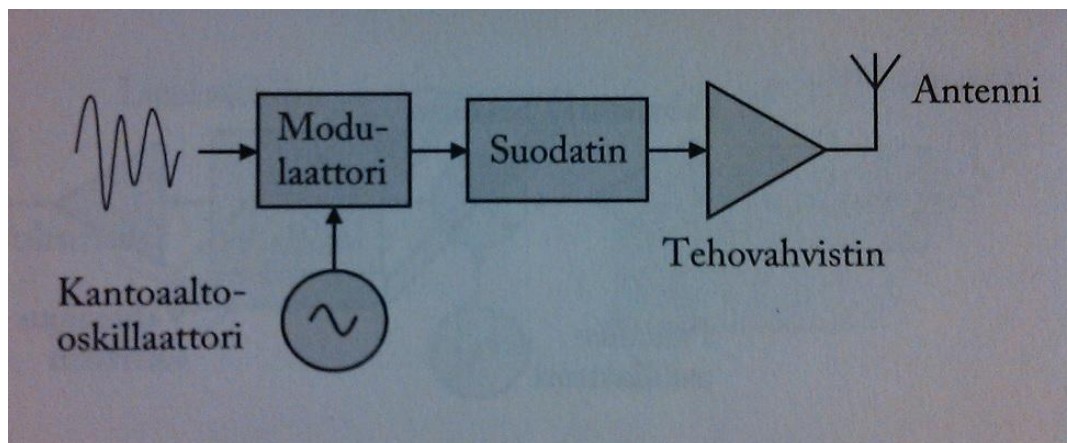 Modu-
laattori
Suodatin
Antenni
Tehovahvistin
Kantoaalto-
oskillaattori